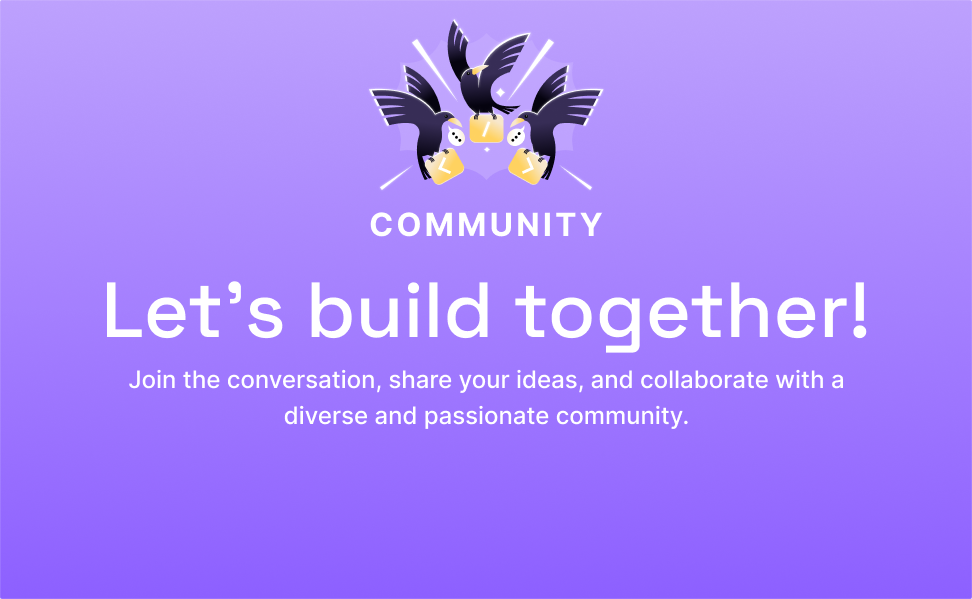 COMMUNITY
Let's build together!
Join the conversation, share your ideas, and collaborate with a
diverse and passionate community.